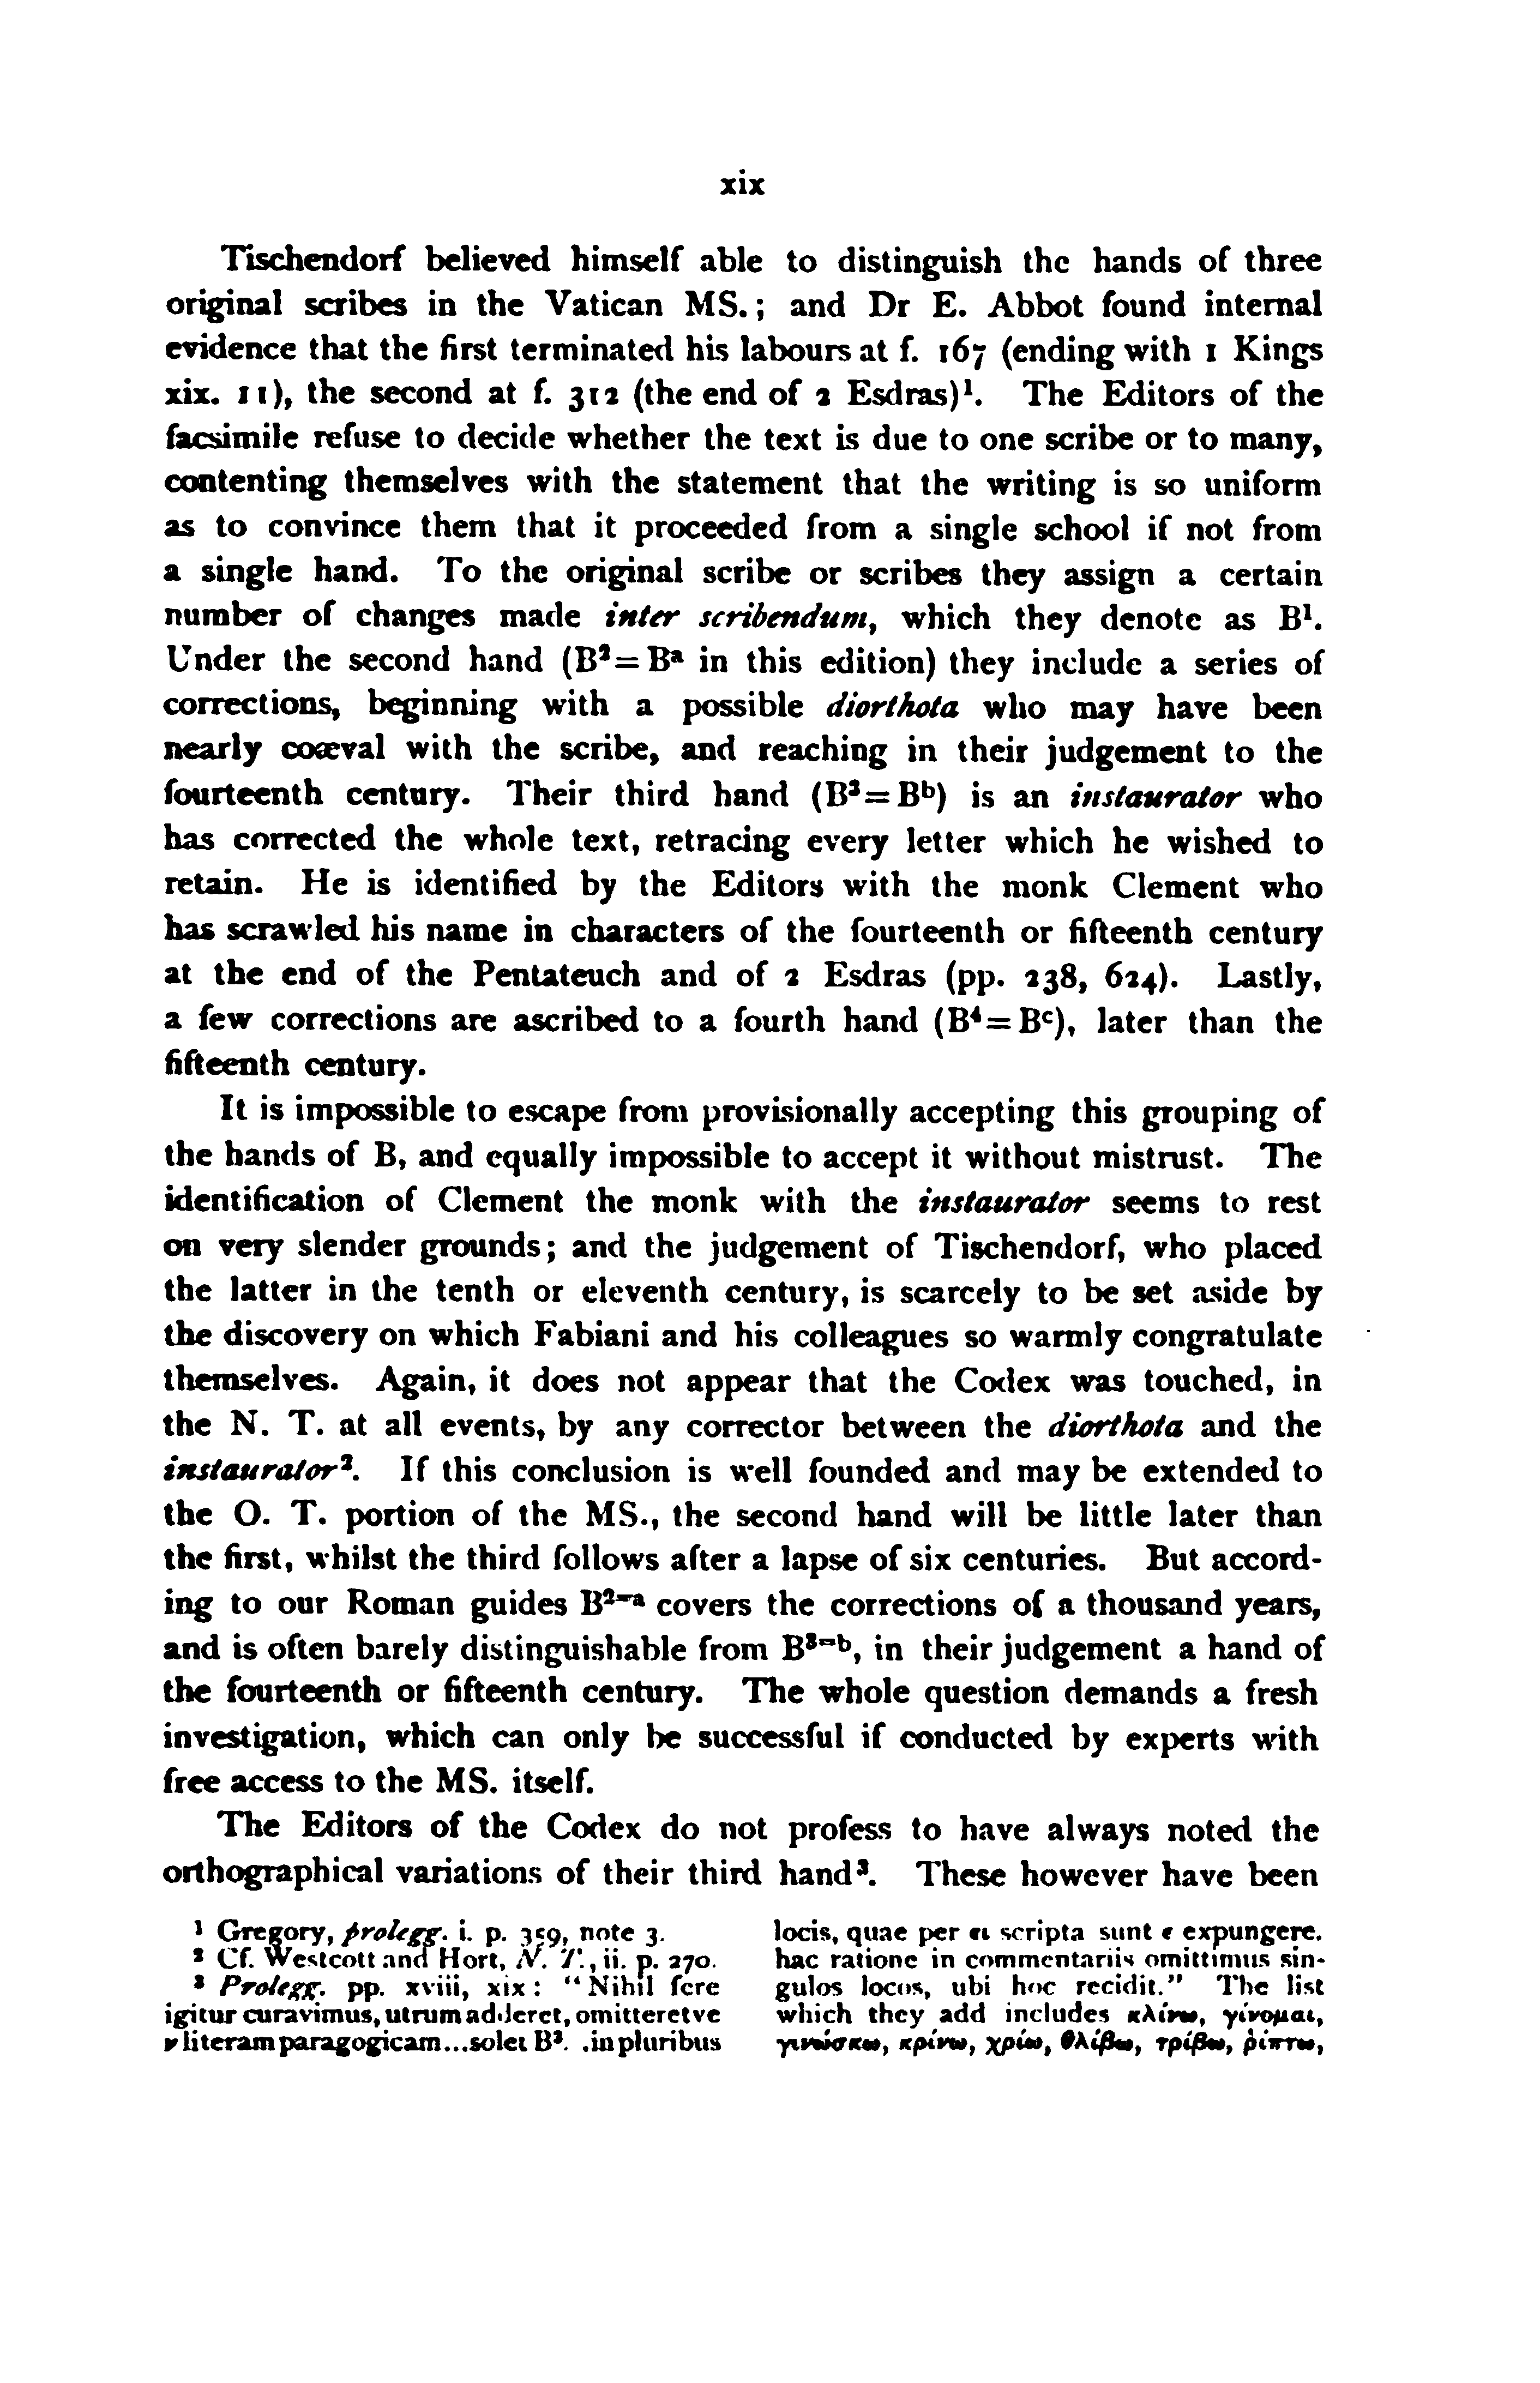 xix
Tischendorf believed himself able to distinguish the hands of three
original scribes in the Vatican MS.; and Dr E. Abbot found internal
evidence that the first terminated his labours at f. 167 (ending with 1 Kings
xix. 11), the second at f. 312 (the end of 2 Esdras)¹. The Editors of the
facsimile refuse to decide whether the text is due to one scribe or to many,
contenting themselves with the statement that the writing is so uniform
as to convince them that it proceeded from a single school if not from
a single hand. To the original scribe or scribes they assign a certain
number of changes made inter scribendum, which they denote as B¹.
Under the second hand (B²=Bᵃ in this edition) they include a series of
corrections, beginning with a possible diorthota who may have been
nearly coæval with the scribe, and reaching in their judgement to the
fourteenth century. Their third hand (B³=Bᵇ) is an instaurator who
has corrected the whole text, retracing every letter which he wished to
retain. He is identified by the Editors with the monk Clement who
has scrawled his name in characters of the fourteenth or fifteenth century
at the end of the Pentateuch and of 2 Esdras (pp. 238, 624). Lastly,
a few corrections are ascribed to a fourth hand (B⁴=Bᶜ), later than the
fifteenth century.
It is impossible to escape from provisionally accepting this grouping of
the hands of B, and equally impossible to accept it without mistrust. The
identification of Clement the monk with the instaurator seems to rest
on very slender grounds; and the judgement of Tischendorf, who placed
the latter in the tenth or eleventh century, is scarcely to be set aside by
the discovery on which Fabiani and his colleagues so warmly congratulate
themselves. Again, it does not appear that the Codex was touched, in
the N. T. at all events, by any corrector between the diorthota and the
instaurator². If this conclusion is well founded and may be extended to
the O. T. portion of the MS., the second hand will be little later than
the first, whilst the third follows after a lapse of six centuries. But accord-
ing to our Roman guides B²⁼ᵃ covers the corrections of a thousand years,
and is often barely distinguishable from B³⁼ᵇ, in their judgement a hand of
the fourteenth or fifteenth century. The whole question demands a fresh
investigation, which can only be successful if conducted by experts with
free access to the MS. itself.
The Editors of the Codex do not profess to have always noted the
orthographical variations of their third hand³. These however have been
¹ Gregory, prolegg. i. p. 359, note 3.
² Cf. Westcott and Hort, N. T., ii. p. 270.
³ Prolegg. pp. xviii, xix: “Nihil fere
igitur curavimus, utrum adderet, omitteretve
ν literam paragogicam...solet B³. .in pluribus
locis, quae per ει scripta sunt ε expungere.
hac ratione in commentariis omittimus sin-
gulos locos, ubi hoc recidit.” The list
which they add includes κλίνω, γίνομαι,
γινώσκω, κρίνω, χρίω, θλίβω, τρίβω, ῥίπτω,